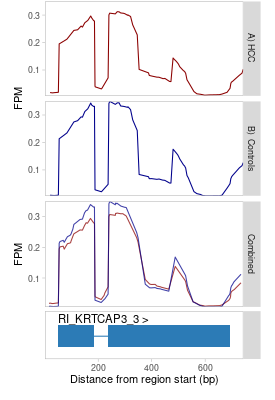 0.3
0.2
0.1
FPM
A) HCC
0.3
0.2
0.1
B): Controls
0.3
0.2
0.1
FPM
Combined
RI_KRTCAP3_3 >
200
400
600
Distance from region start (bp)